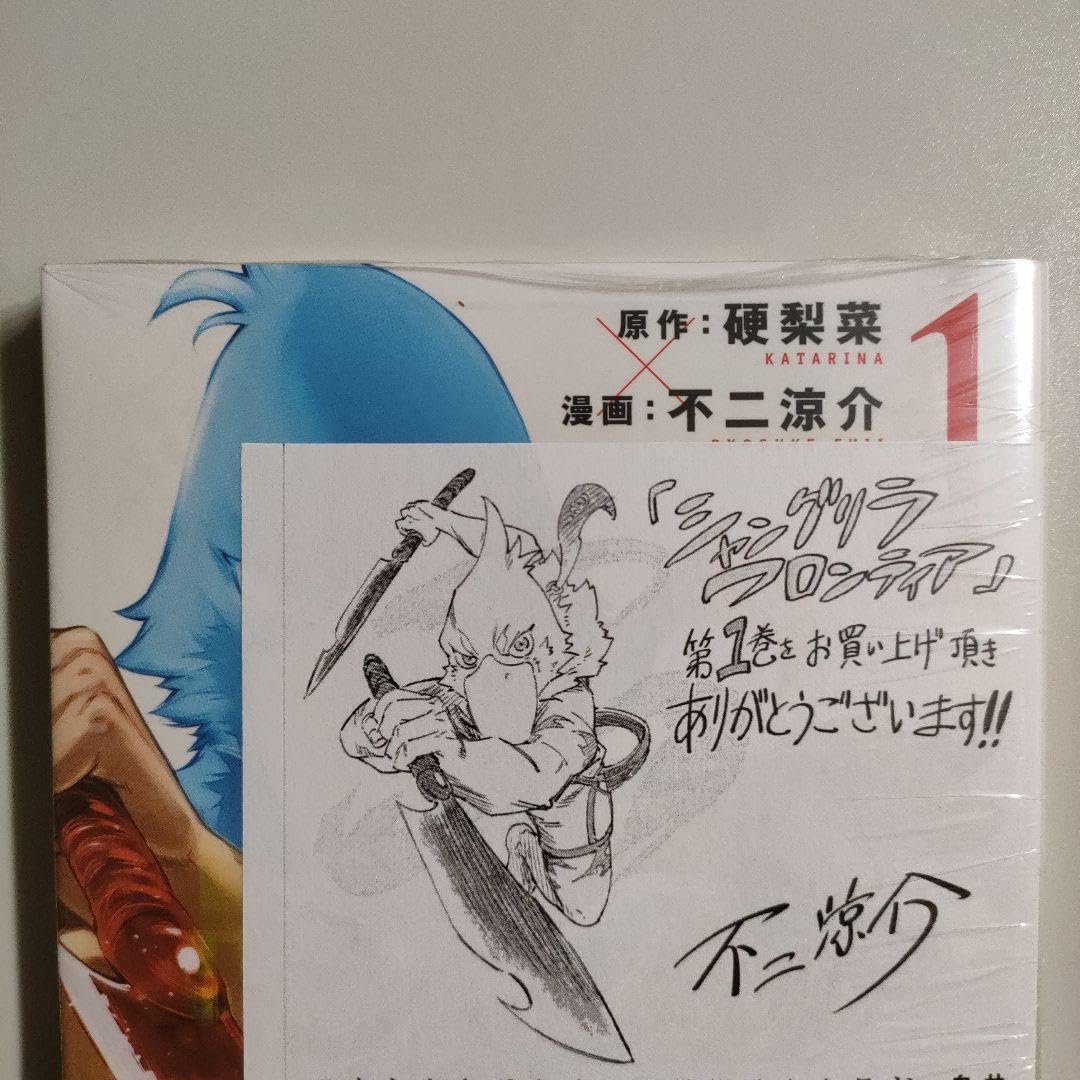 原作：硬梨菜
KATARINA
漫画：不二涼介
1
「シャングリラ
フロンティア」
第1巻をお買い上げ頂き
ありがとうございます!!
不二涼介